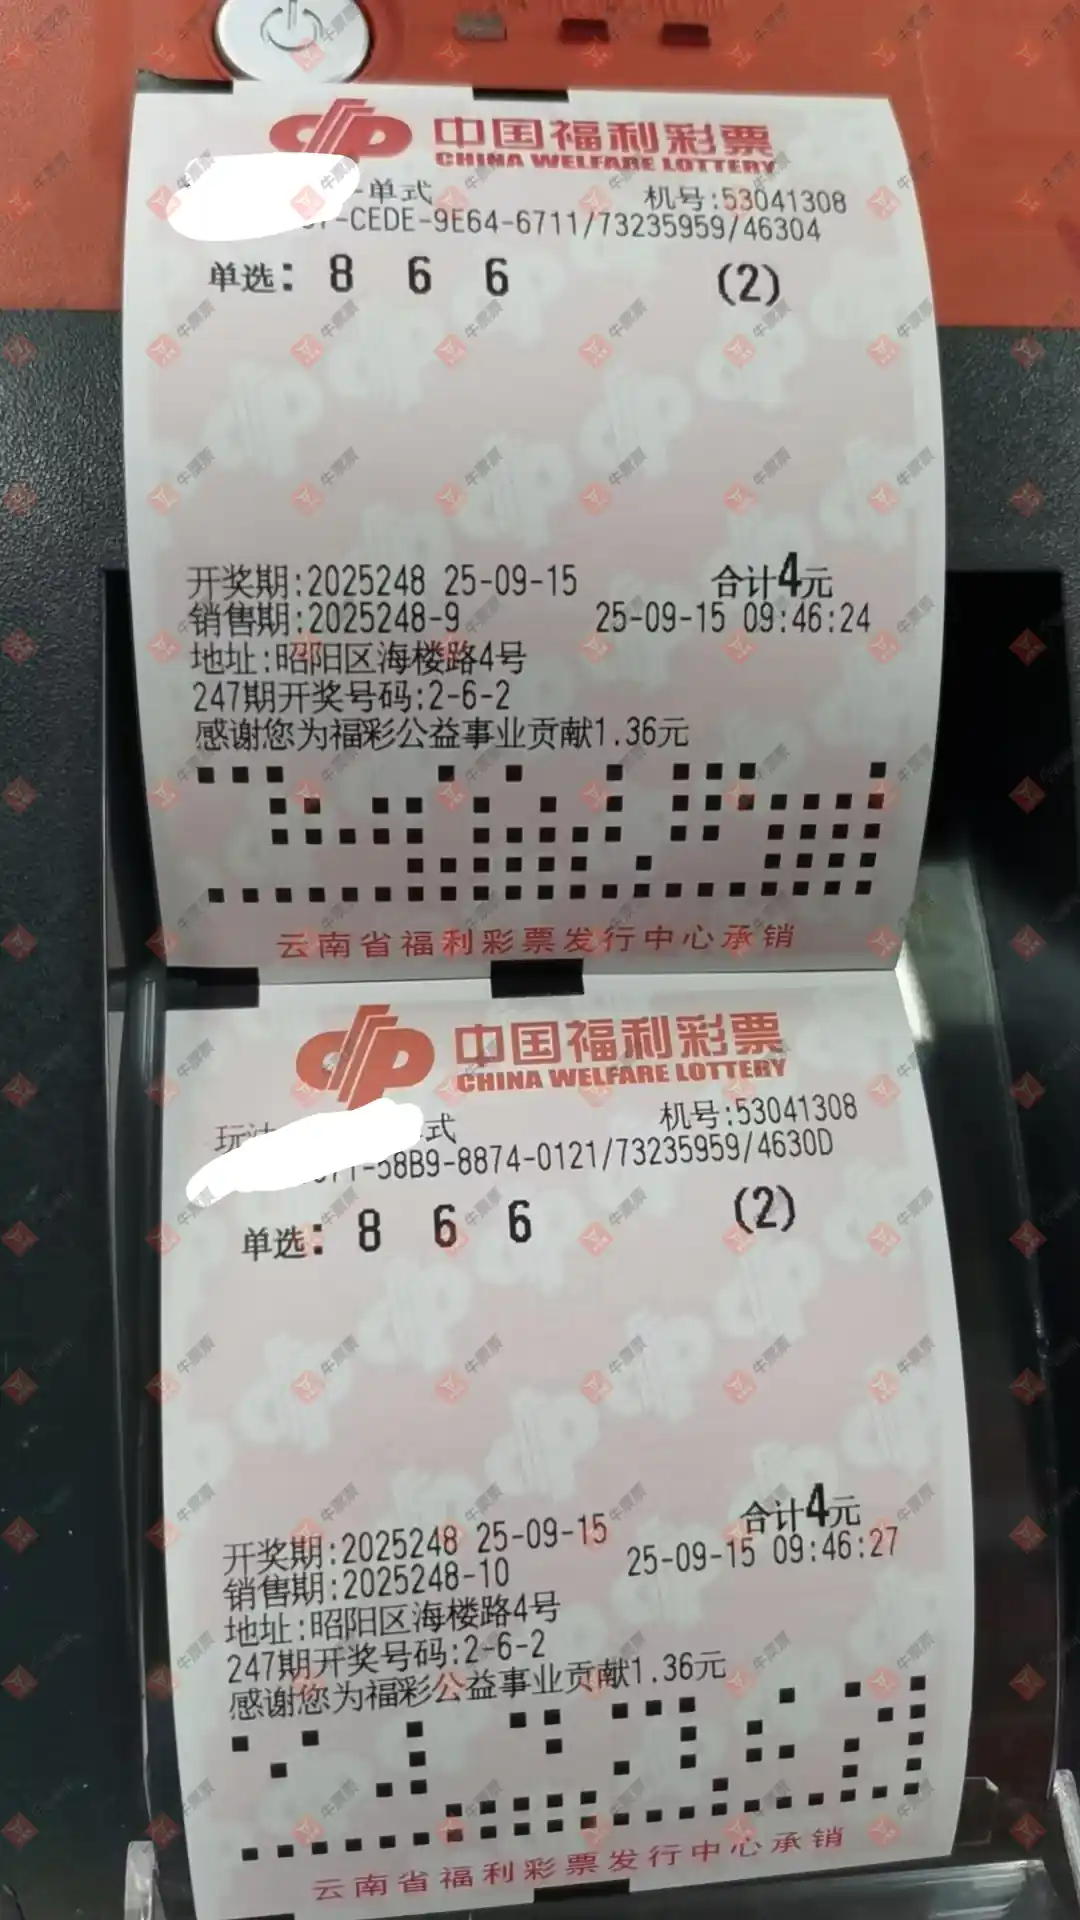 中国福利彩票
CHINA WELFARE LOTTERY
-单式 机号:53041308
-CEDE-9E64-6711/73235959/46304
单选: 8 6 6 (2)
开奖期:2025248 25-09-15 合计4元
销售期:2025248-9 25-09-15 09:46:24
地址:昭阳区海楼路4号
247期开奖号码:2-6-2
感谢您为福彩公益事业贡献1.36元
云南省福利彩票发行中心承销
中国福利彩票
CHINA WELFARE LOTTERY
玩法 式 机号:53041308
-58B9-8874-0121/73235959/4630D
单选: 8 6 6 (2)
开奖期:2025248 25-09-15 合计4元
销售期:2025248-10 25-09-15 09:46:27
地址:昭阳区海楼路4号
247期开奖号码:2-6-2
感谢您为福彩公益事业贡献1.36元
云南省福利彩票发行中心承销
牛票票